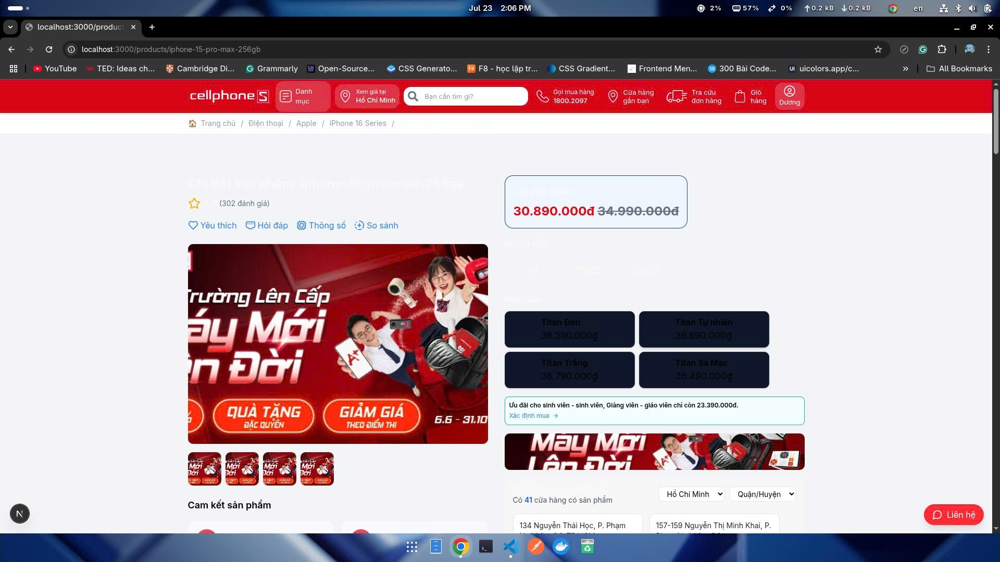 Jul 23 2:06 PM
2% 57% 0% 0.2 kB 0.2 kB en
localhost:3000/product
localhost:3000/products/iphone-15-pro-max-256gb
YouTube TED: Ideas ch... Cambridge Di... Grammarly Open-Source... CSS Generato... F8 - học lập tr... CSS Gradient... Frontend Men... 300 Bài Code... uicolors.app/c... » All Bookmarks
cellphoneS
Danh mục
Xem giá tại
Hồ Chí Minh
Bạn cần tìm gì?
Gọi mua hàng
1800.2097
Cửa hàng
gần bạn
Tra cứu
đơn hàng
Giỏ
hàng
Dương
Trang chủ / Điện thoại / Apple / iPhone 16 Series /
Chi tiết sản phẩm: iphone-15-pro-max-256gb
(302 đánh giá)
Yêu thích Hỏi đáp Thông số So sánh
Trường Lên Cấp
áy Mới
ên Đời
%
QUÀ TẶNG
ĐẶC QUYỀN
GIẢM GIÁ
THEO ĐIỂM THI
6.6 - 31.10
A+
Cam kết sản phẩm
Giá sản phẩm
30.890.000đ 34.990.000đ
Phiên bản
Màu sắc
Titan Đen
36.590.000₫
Titan Tự nhiên
36.890.000₫
Titan Trắng
36.790.000₫
Titan Sa Mạc
36.490.000₫
Ưu đãi cho sinh viên - sinh viên, Giảng viên - giáo viên chỉ còn 23.390.000đ.
Xác định mua →
Máy Mới
Lên Đời
A+
Có 41 cửa hàng có sản phẩm
Hồ Chí Minh
Quận/Huyện
134 Nguyễn Thái Học, P. Phạm
157-159 Nguyễn Thị Minh Khai, P.
N
Liên hệ